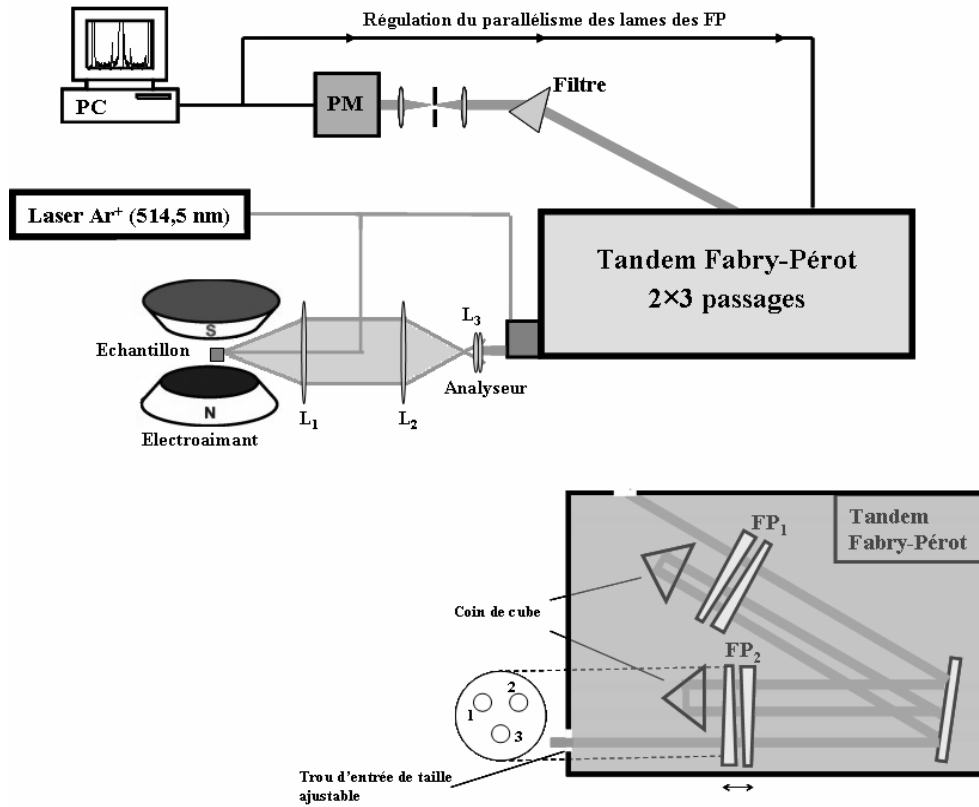 Régulation du parallélisme des lames des FP
PC
PM
Filtre
Laser Ar⁺ (514,5 nm)
Tandem Fabry-Pérot
2×3 passages
S
Echantillon
N
Electroaimant
L₁
L₂
L₃
Analyseur
Tandem
Fabry-Pérot
FP₁
Coin de cube
FP₂
1
2
3
Trou d'entrée de taille
ajustable